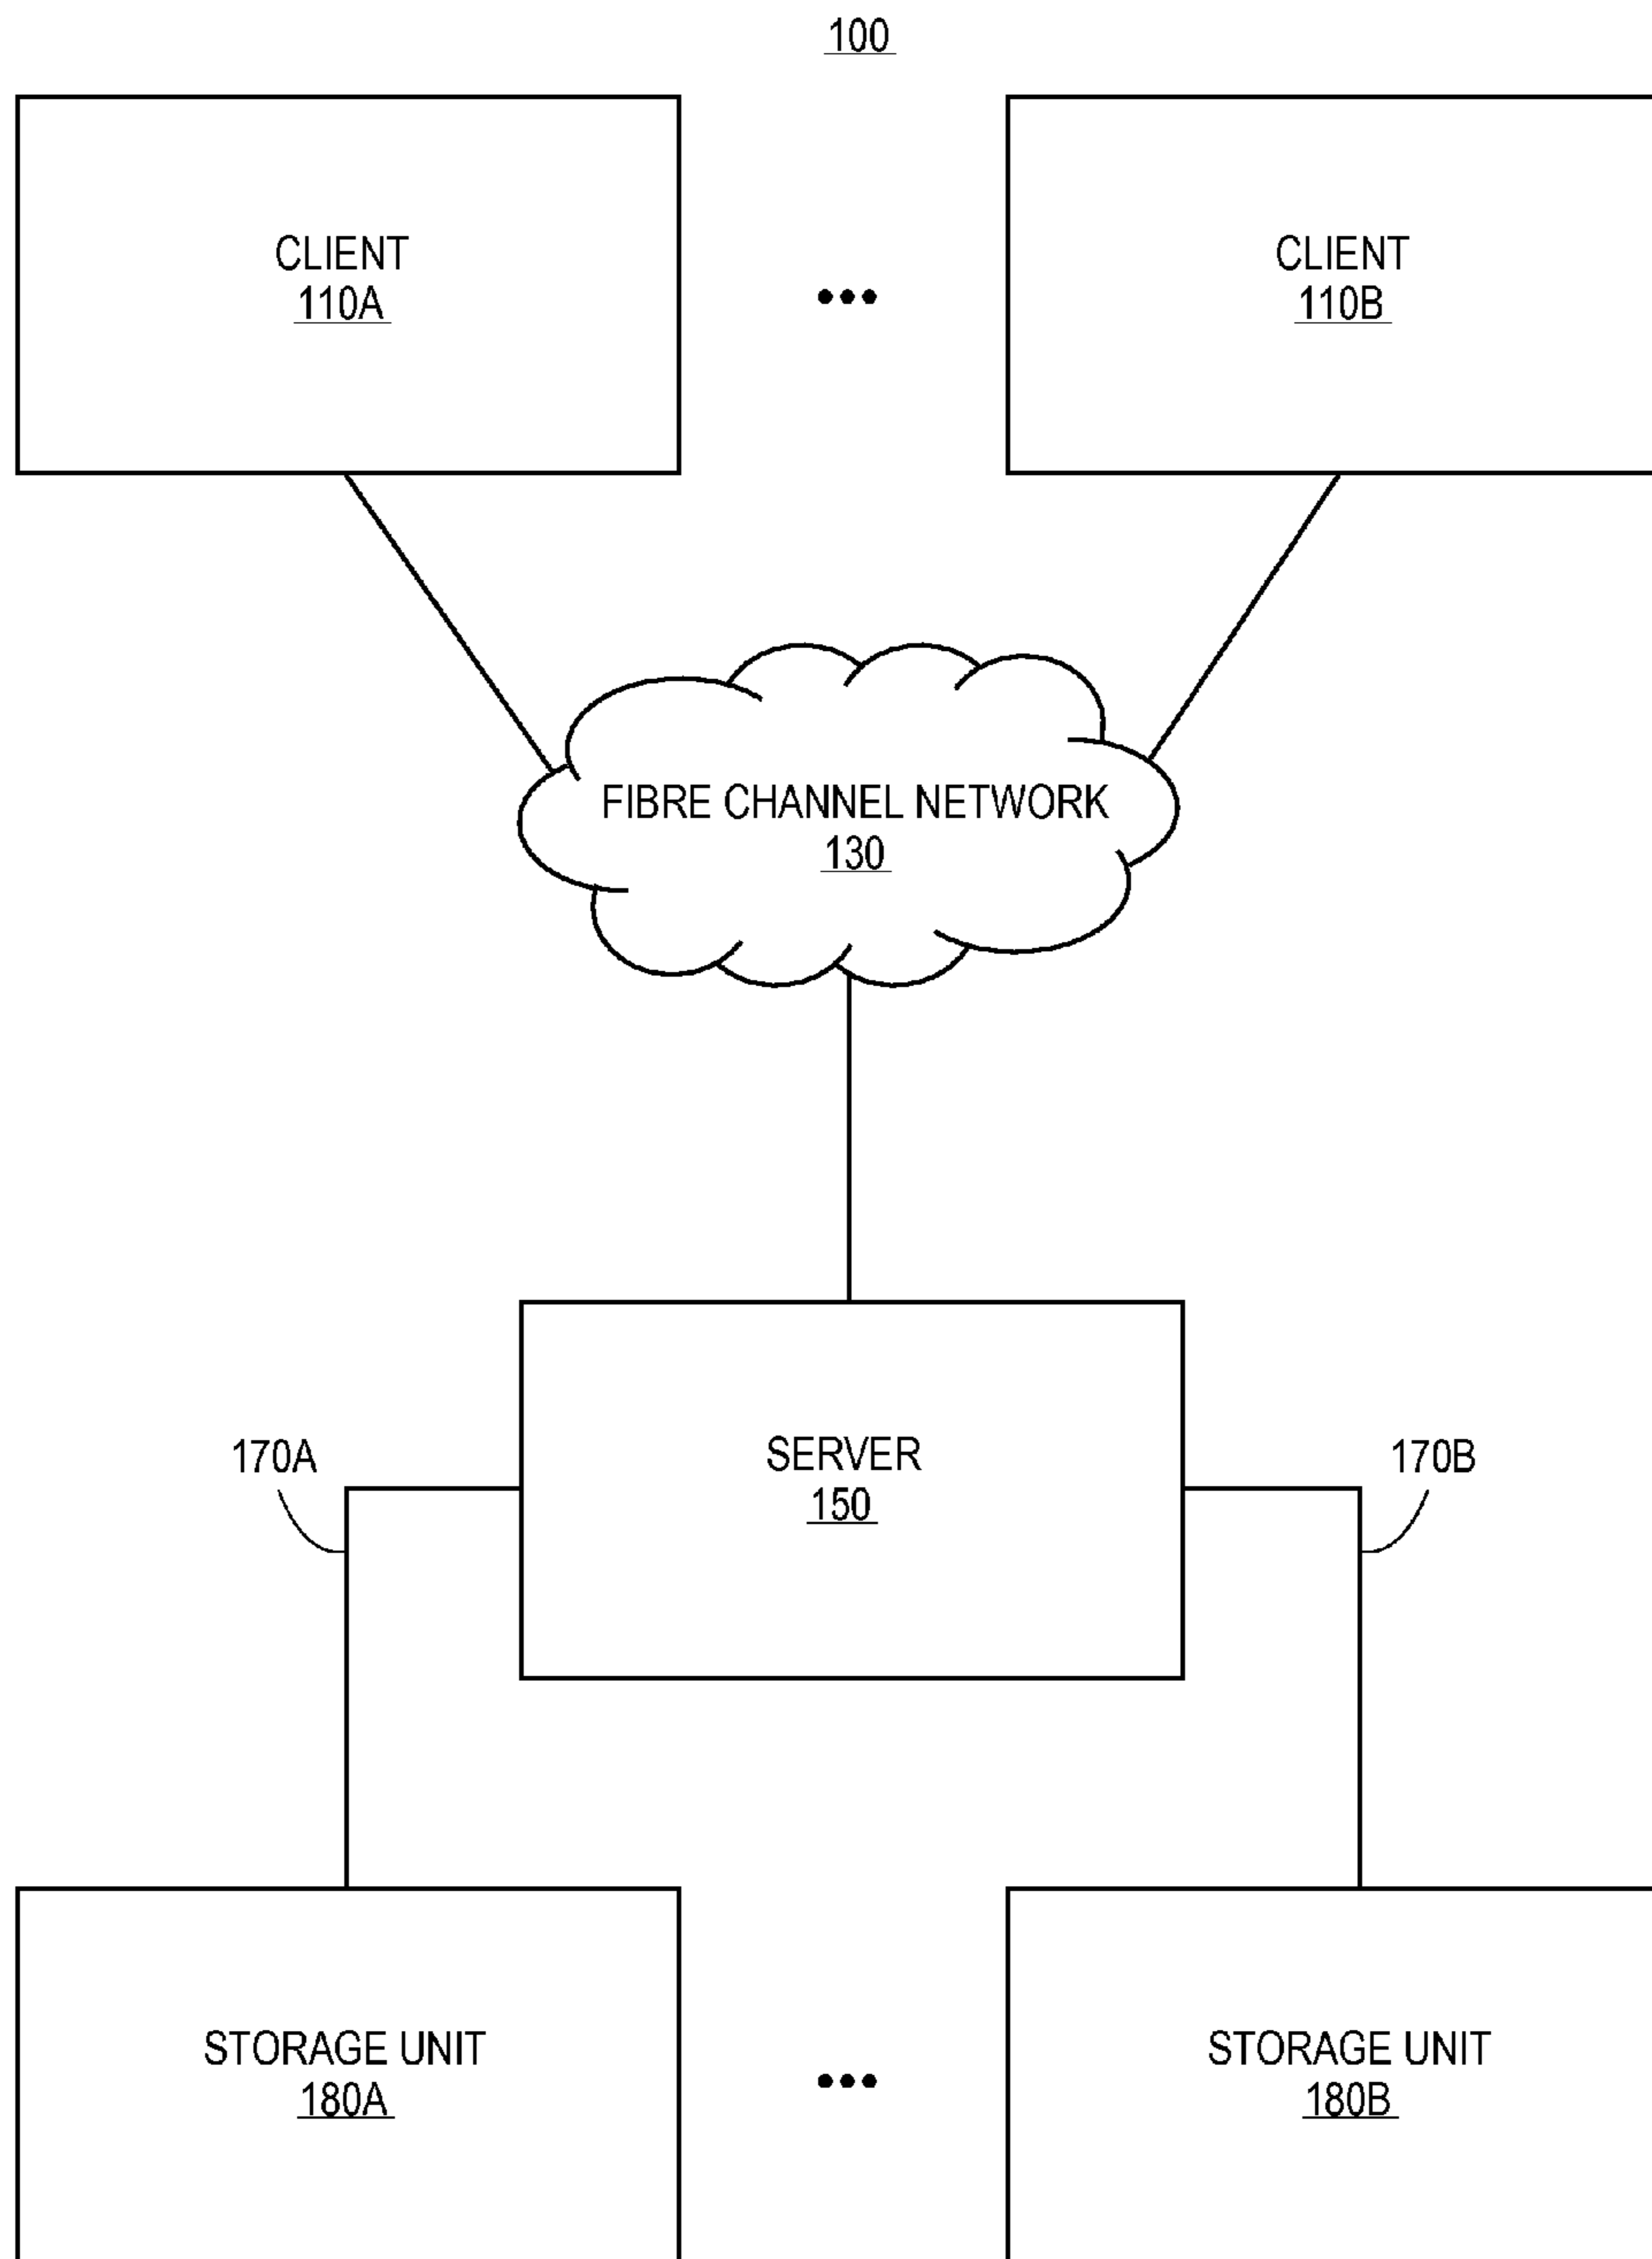 100
CLIENT
110A
•••
CLIENT
110B
FIBRE CHANNEL NETWORK
130
170A
SERVER
150
170B
STORAGE UNIT
180A
•••
STORAGE UNIT
180B